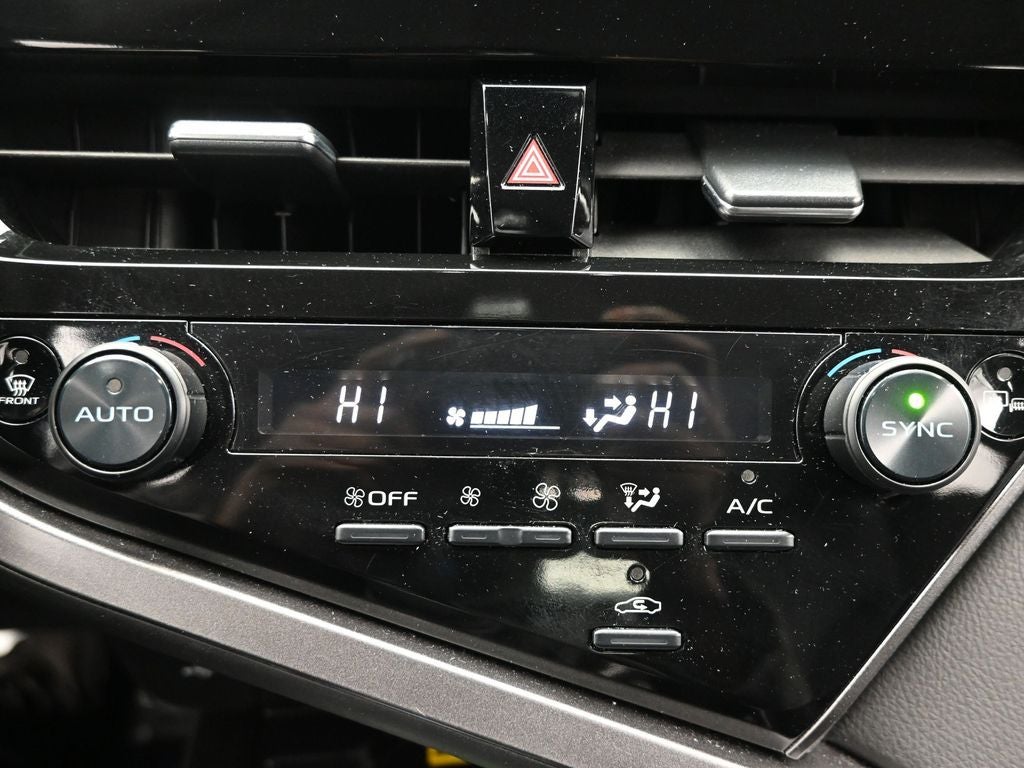 HI
HI
FRONT
AUTO
SYNC
OFF
A/C